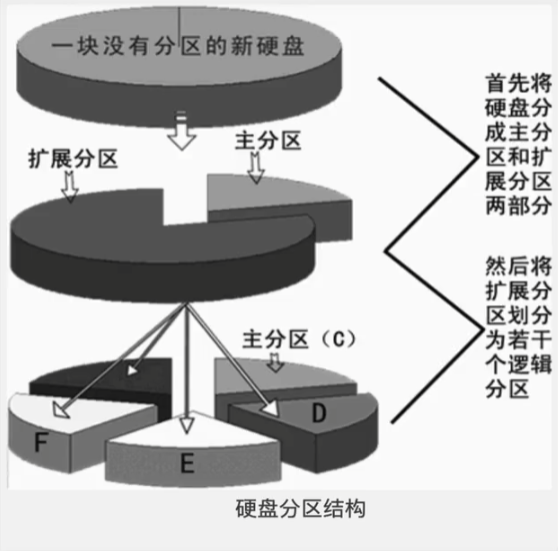 一块没有分区的新硬盘
扩展分区
主分区
首先将
硬盘分
成主分
区和扩
展分区
两部分
主分区（C）
然后将
扩展分
区划分
为若干
个逻辑
分区
F
E
D
硬盘分区结构